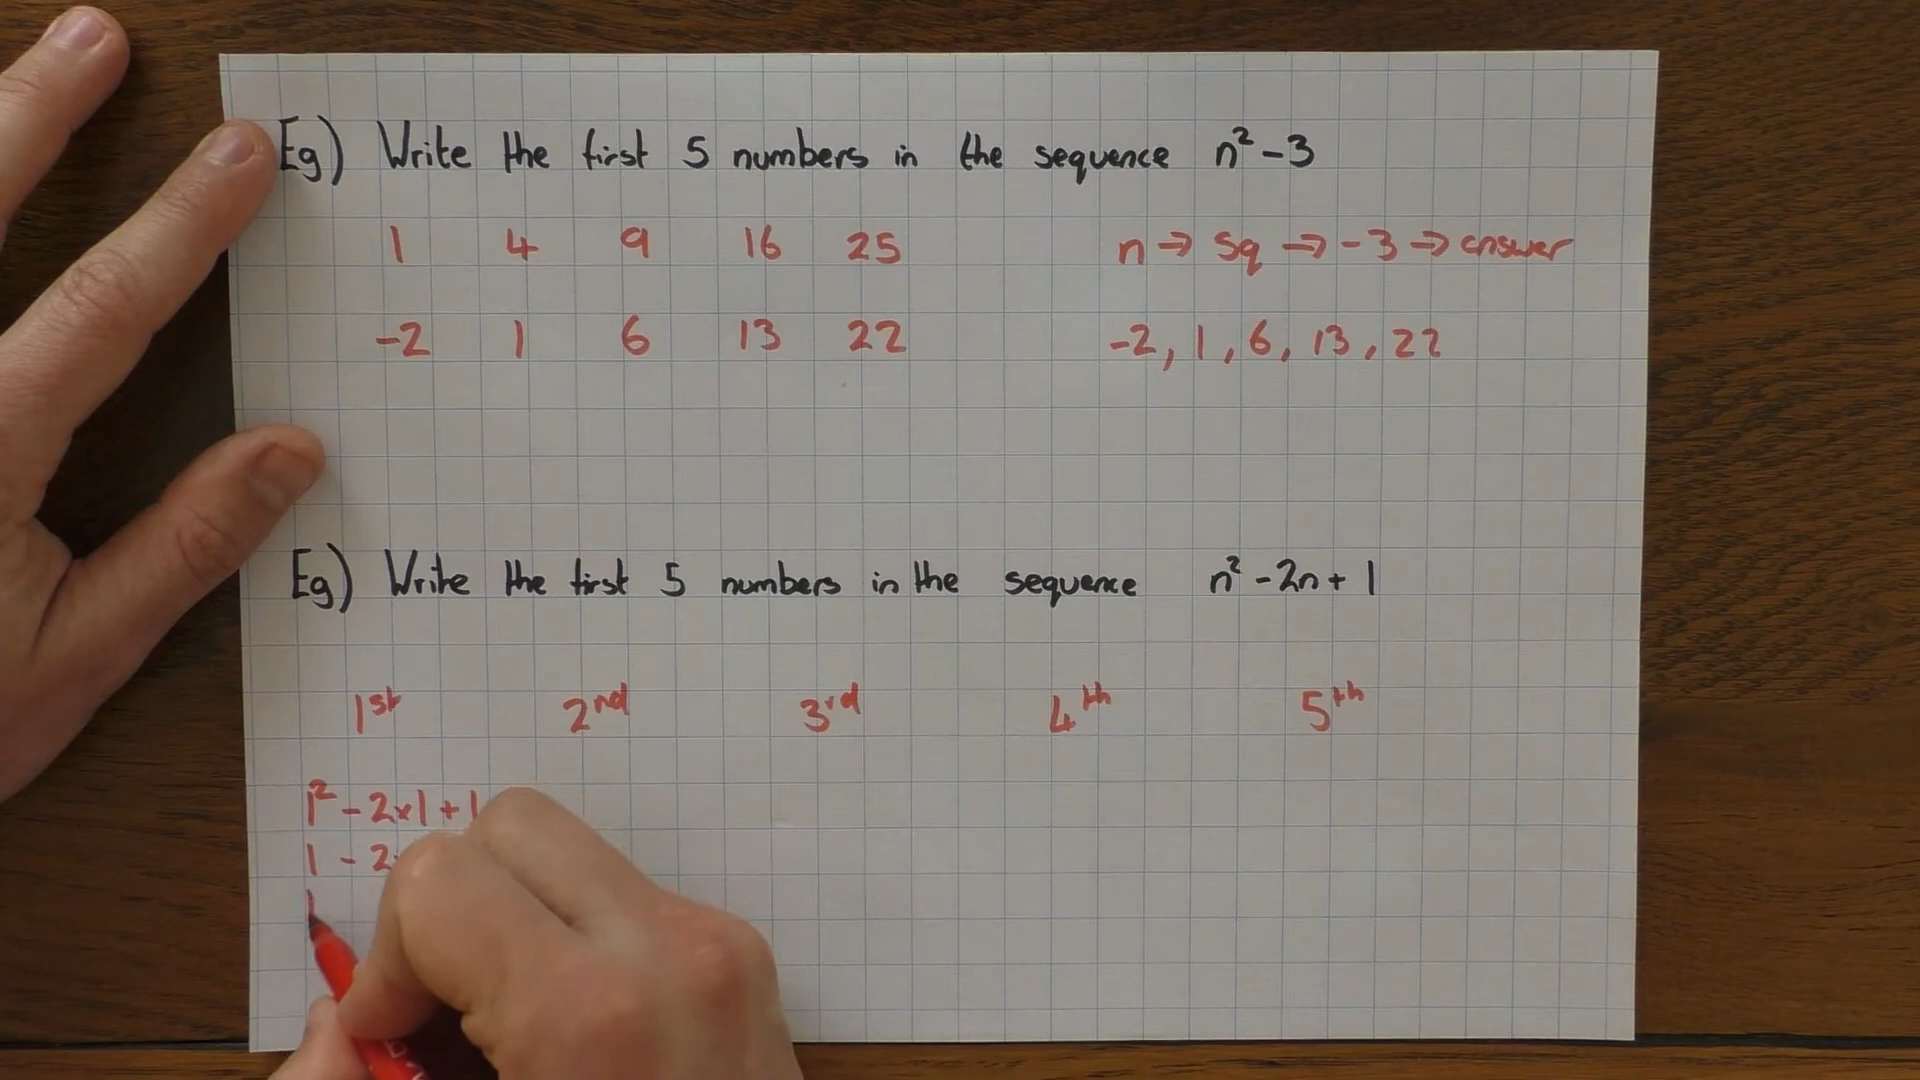 Eg) Write the first 5 numbers in the sequence n² - 3
1 4 9 16 25 n → sq → - 3 → answer
-2 1 6 13 22 -2, 1, 6, 13, 22
Eg) Write the first 5 numbers in the sequence n² - 2n + 1
1st 2nd 3rd 4th 5th
1² - 2x1 + 1
1 - 2
1